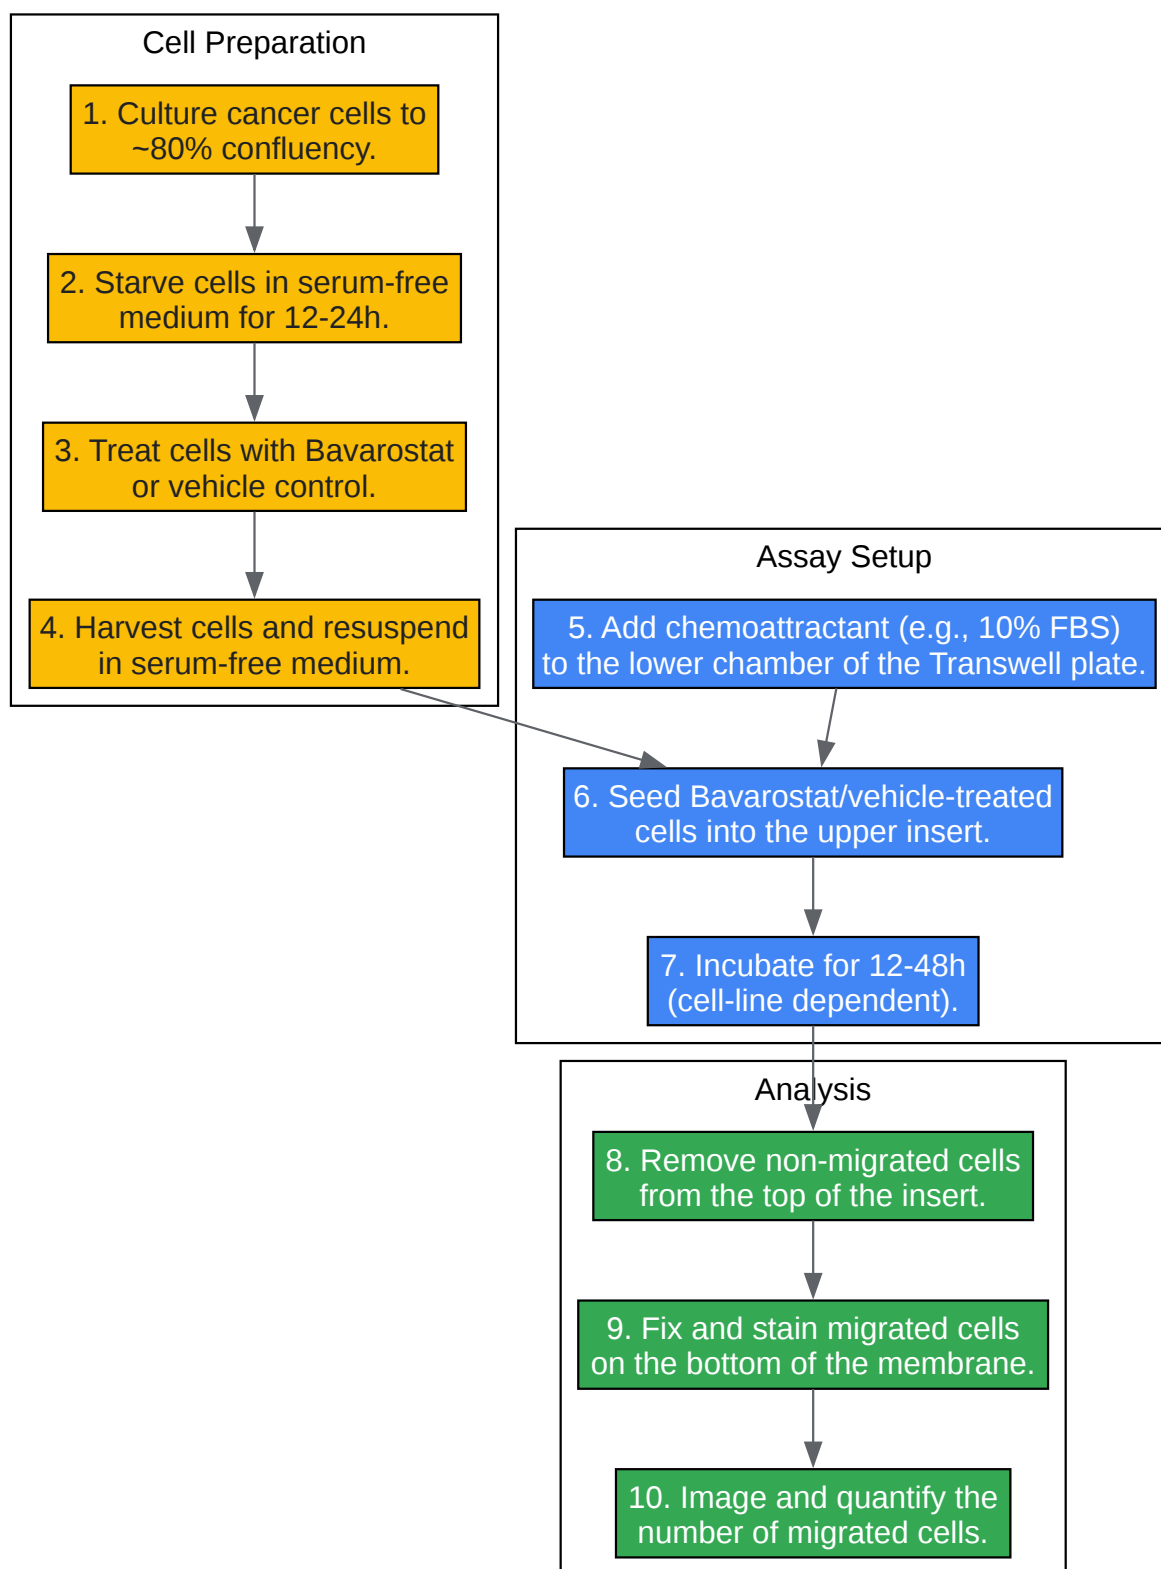 Cell Preparation
1. Culture cancer cells to
~80% confluency.
2. Starve cells in serum-free
medium for 12-24h.
3. Treat cells with Bavarostat
or vehicle control.
4. Harvest cells and resuspend
in serum-free medium.
Assay Setup
5. Add chemoattractant (e.g., 10% FBS)
to the lower chamber of the Transwell plate.
6. Seed Bavarostat/vehicle-treated
cells into the upper insert.
7. Incubate for 12-48h
(cell-line dependent).
Analysis
8. Remove non-migrated cells
from the top of the insert.
9. Fix and stain migrated cells
on the bottom of the membrane.
10. Image and quantify the
number of migrated cells.